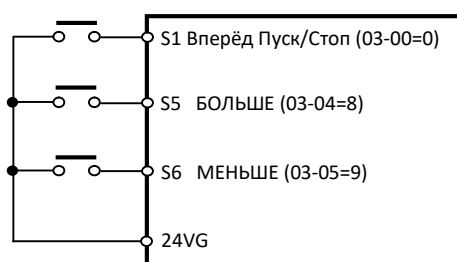 S1 Вперёд Пуск/Стоп (03-00=0)
S5 БОЛЬШЕ (03-04=8)
S6 МЕНЬШЕ (03-05=9)
24VG